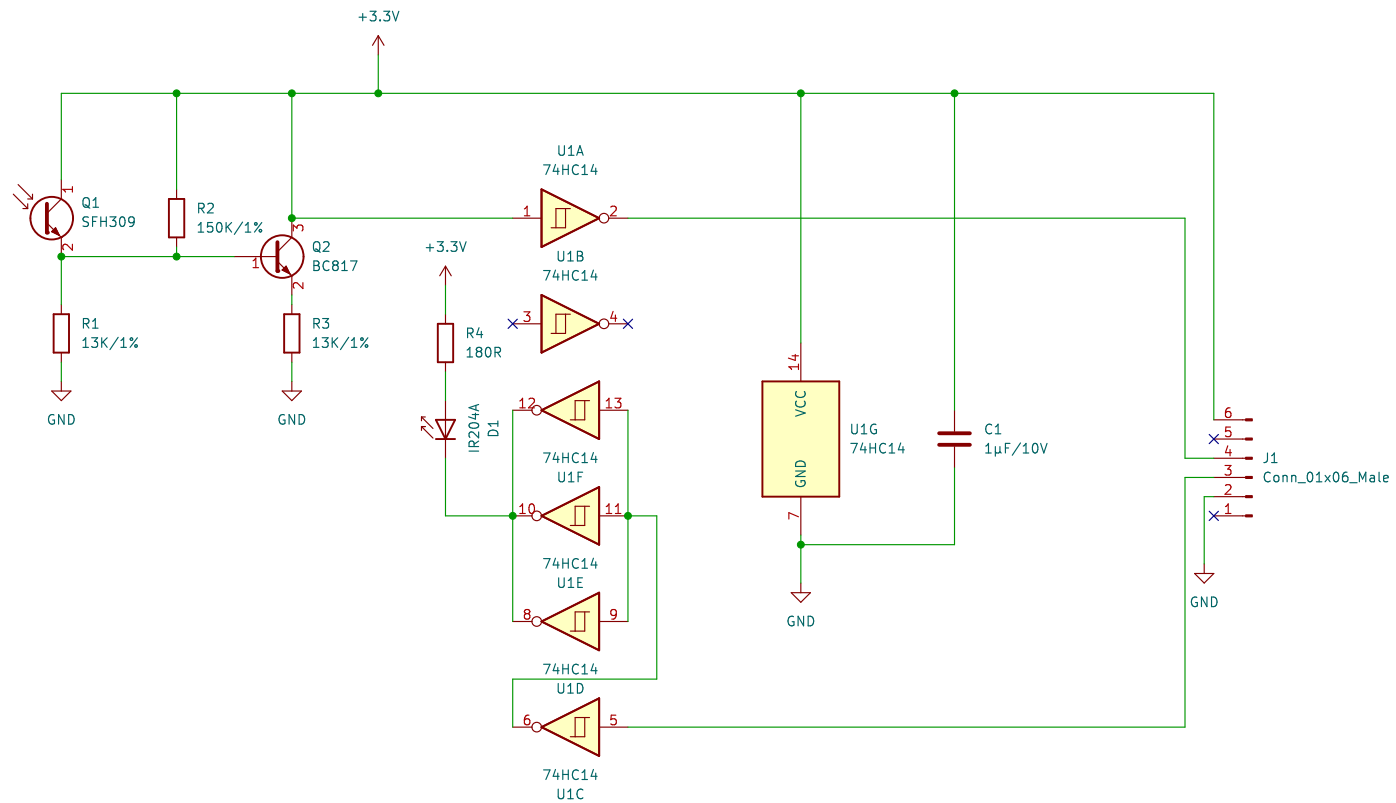 +3.3V
U1A
74HC14
1
2
1
Q1
SFH309
2
R2
150K/1%
3
Q2
BC817
1
2
+3.3V
U1B
74HC14
3
4
R1
13K/1%
GND
R3
13K/1%
GND
R4
180R
IR204A
D1
12
13
74HC14
U1F
10
11
74HC14
U1E
8
9
74HC14
U1D
6
5
74HC14
U1C
14
VCC
GND
7
U1G
74HC14
GND
C1
1µF/10V
6
5
4
3
2
1
J1
Conn_01x06_Male
GND